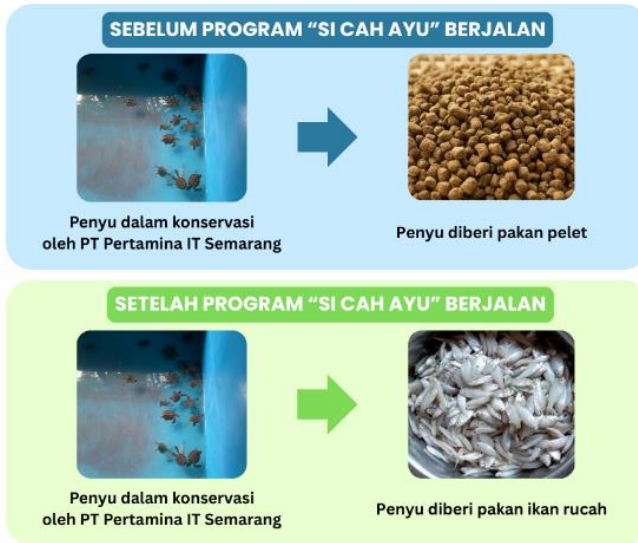 SEBELUM PROGRAM “SI CAH AYU” BERJALAN
Penyu dalam konservasi
oleh PT Pertamina IT Semarang
Penyu diberi pakan pelet
SETELAH PROGRAM “SI CAH AYU” BERJALAN
Penyu dalam konservasi
oleh PT Pertamina IT Semarang
Penyu diberi pakan ikan rucah